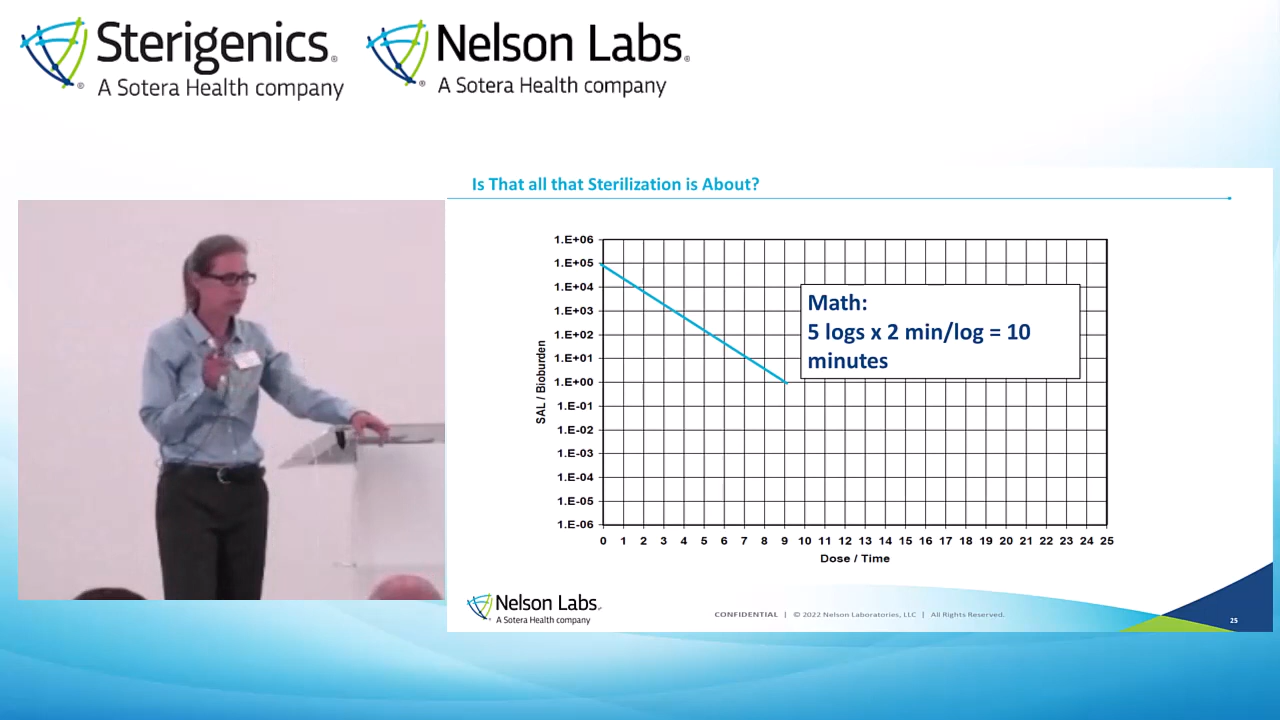 Sterigenics®
A Sotera Health company
Nelson Labs®
A Sotera Health company
Is That all that Sterilization is About?
SAL / Bioburden
1.E+06
1.E+05
1.E+04
1.E+03
1.E+02
1.E+01
1.E+00
1.E-01
1.E-02
1.E-03
1.E-04
1.E-05
1.E-06
Math:
5 logs x 2 min/log = 10
minutes
0 1 2 3 4 5 6 7 8 9 10 11 12 13 14 15 16 17 18 19 20 21 22 23 24 25
Dose / Time
Nelson Labs®
A Sotera Health company
CONFIDENTIAL | © 2022 Nelson Laboratories, LLC | All Rights Reserved.
25